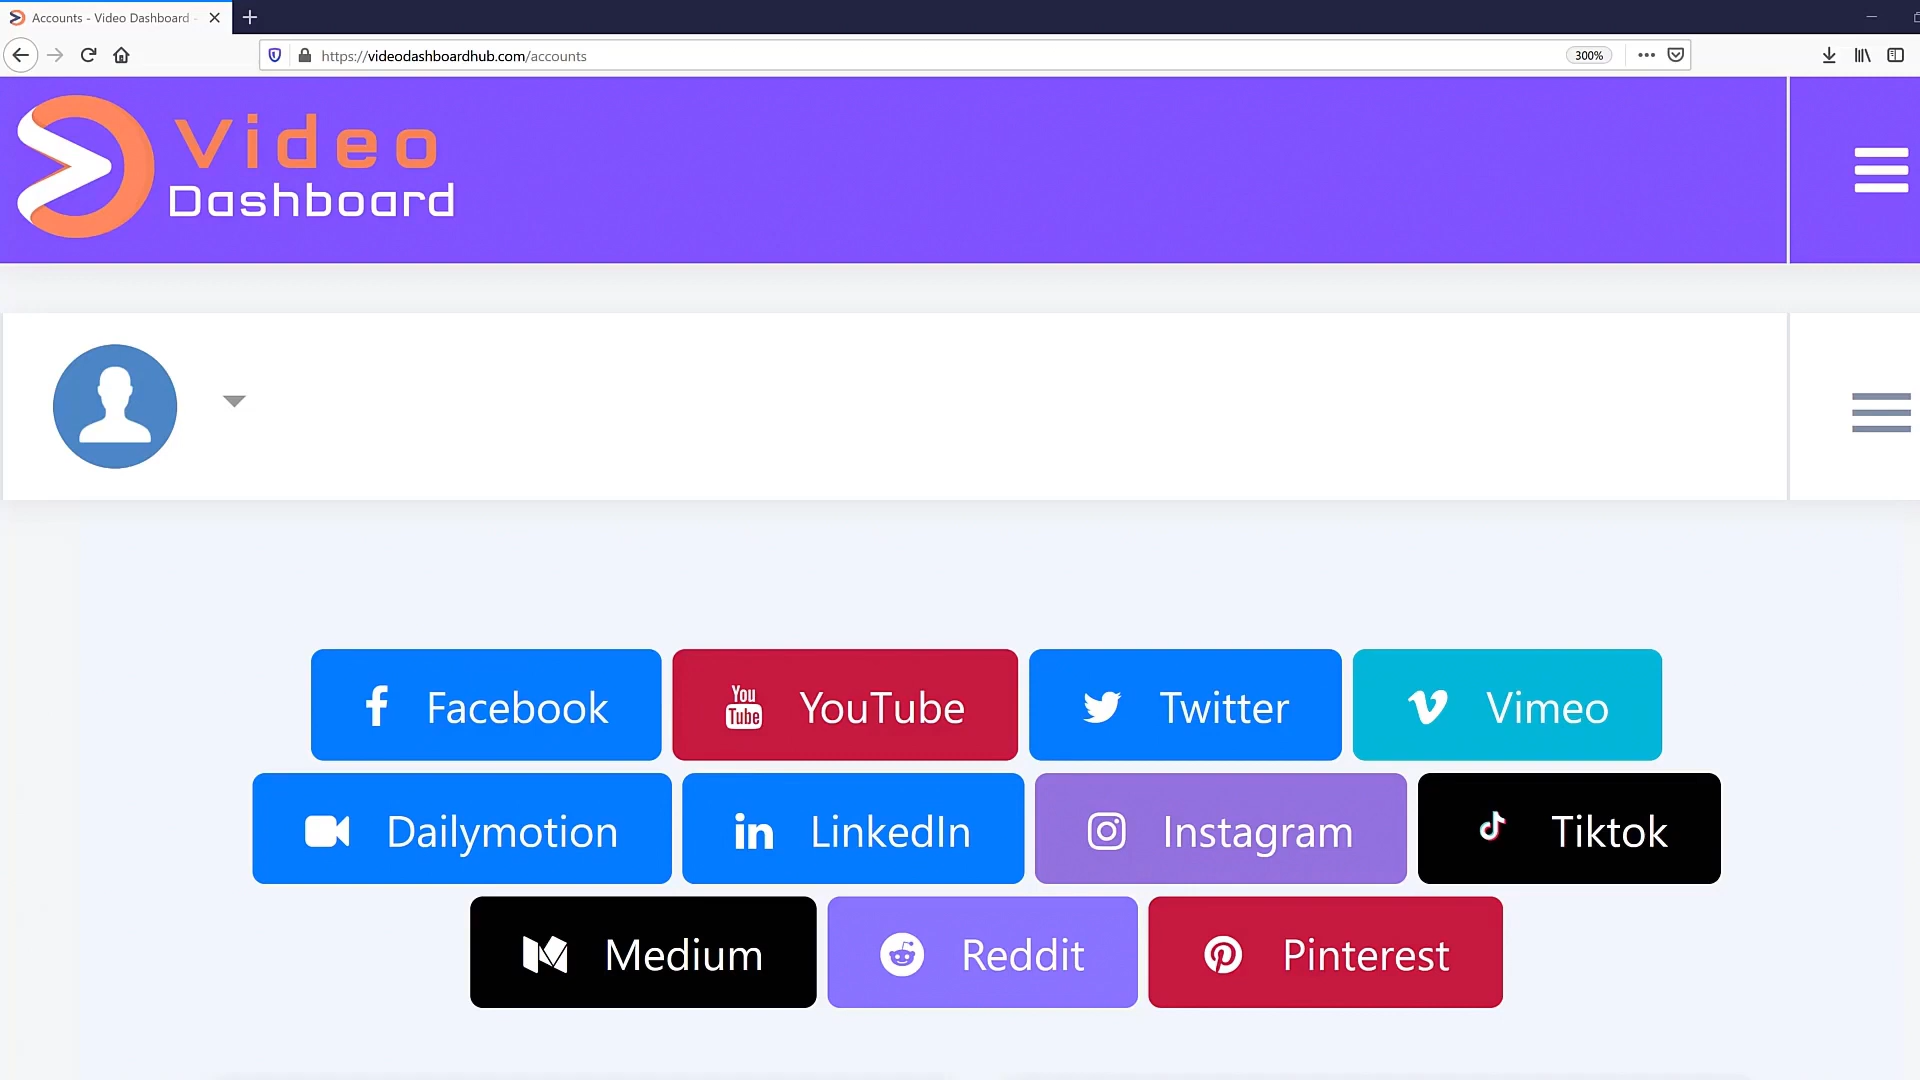 Accounts - Video Dashboard -
https://videodashboardhub.com/accounts
300%
Video
Dashboard
Facebook
You
Tube
YouTube
Twitter
Vimeo
Dailymotion
in
LinkedIn
Instagram
Tiktok
Medium
Reddit
Pinterest